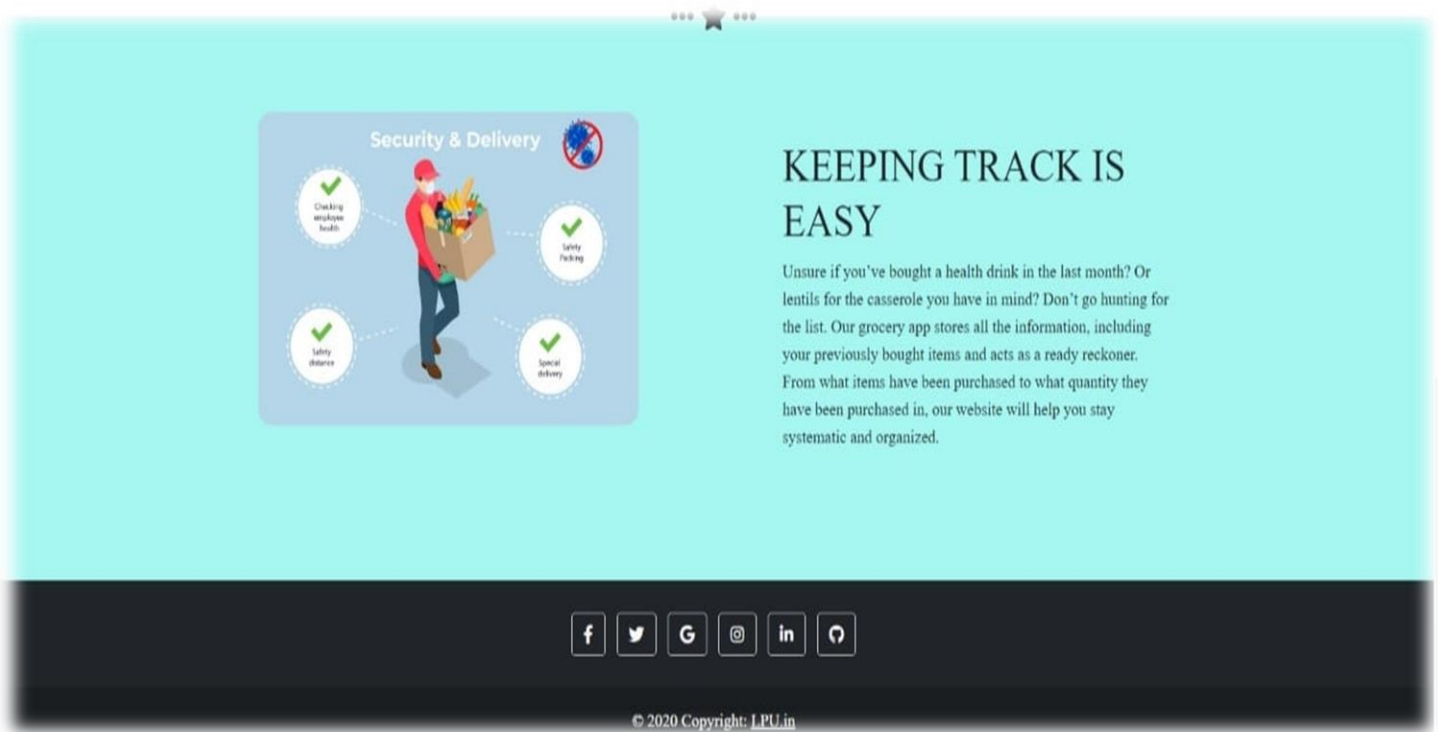 Security & Delivery
Checking
employee
health
Safety
Packing
Safety
distance
Special
delivery
KEEPING TRACK IS
EASY
Unsure if you've bought a health drink in the last month? Or
lentils for the casserole you have in mind? Don't go hunting for
the list. Our grocery app stores all the information, including
your previously bought items and acts as a ready reckoner.
From what items have been purchased to what quantity they
have been purchased in, our website will help you stay
systematic and organized.
© 2020 Copyright: LPU.in